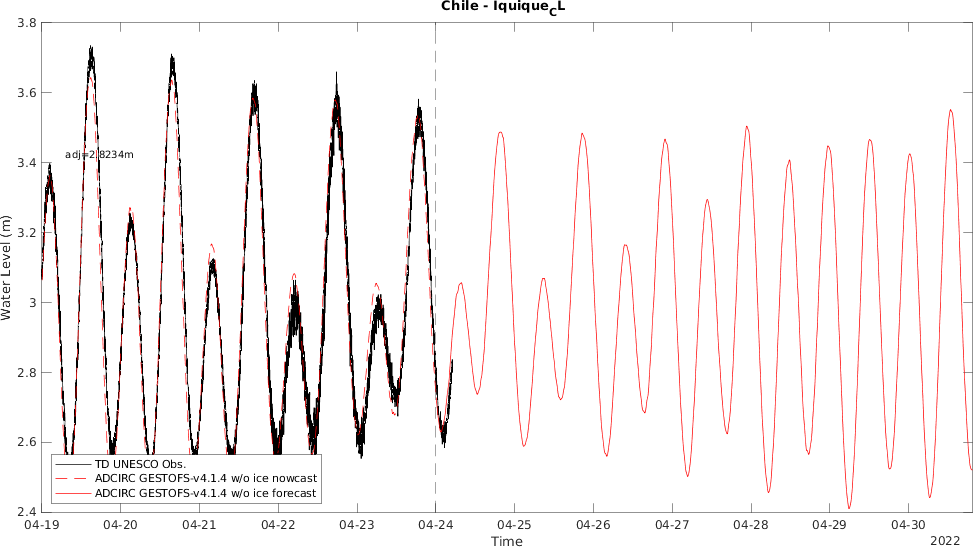 Chile - Iquique_CL
3.8
3.6
3.4
3.2
3
2.8
2.6
2.4
Water Level (m)
adj=2.8234m
TD UNESCO Obs.
ADCIRC GESTOFS-v4.1.4 w/o ice nowcast
ADCIRC GESTOFS-v4.1.4 w/o ice forecast
04-19 04-20 04-21 04-22 04-23 04-24 04-25 04-26 04-27 04-28 04-29 04-30
Time
2022